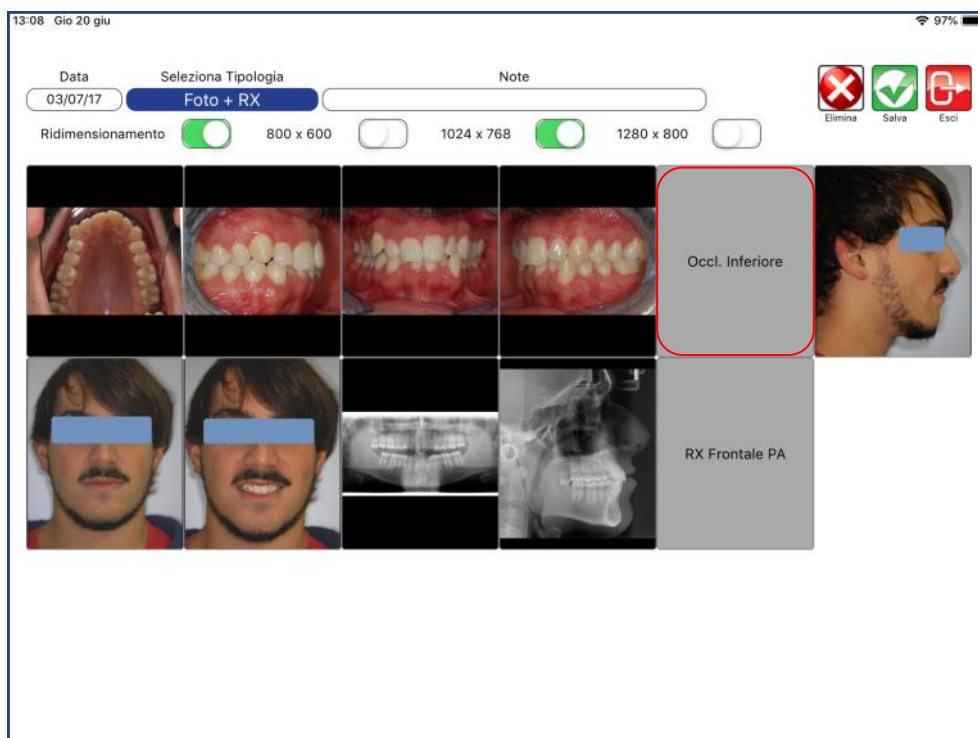 13:08 Gio 20 giu 97%
Data Seleziona Tipologia Note
03/07/17 Foto + RX
Elimina Salva Esci
Ridimensionamento 800 x 600 1024 x 768 1280 x 800
Occl. Inferiore
RX Frontale PA